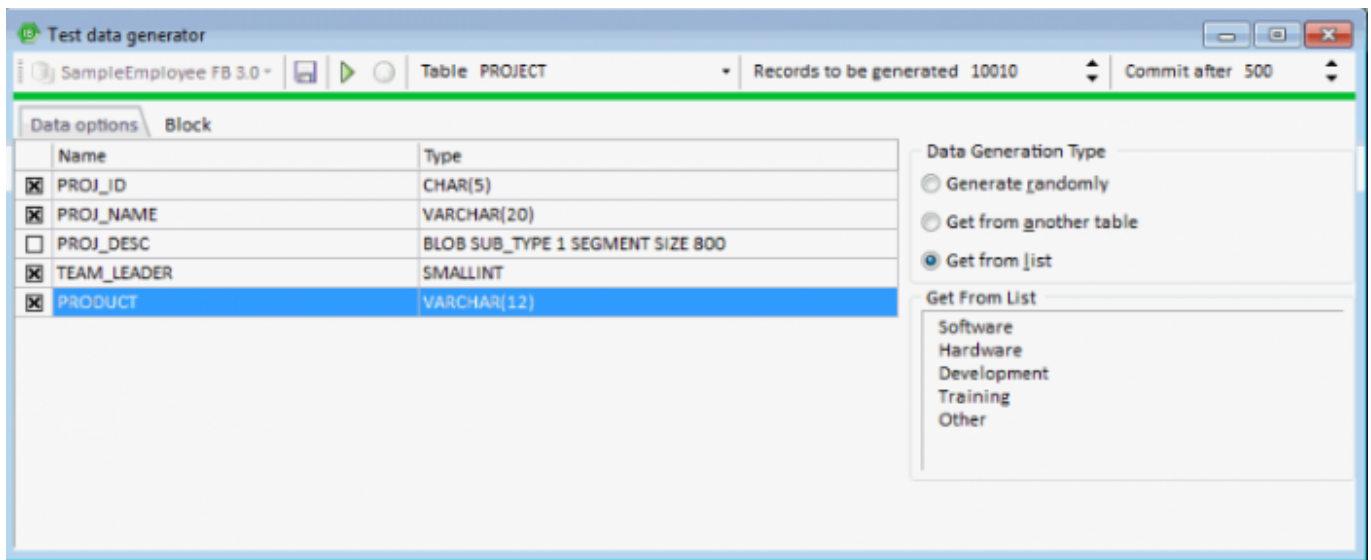 Test data generator
SampleEmployee FB 3.0 Table PROJECT Records to be generated 10010 Commit after 500
Data options Block
Name Type
PROJ_ID CHAR(5)
PROJ_NAME VARCHAR(20)
PROJ_DESC BLOB SUB_TYPE 1 SEGMENT SIZE 800
TEAM_LEADER SMALLINT
PRODUCT VARCHAR(12)
Data Generation Type
Generate randomly
Get from another table
Get from list
Get From List
Software
Hardware
Development
Training
Other